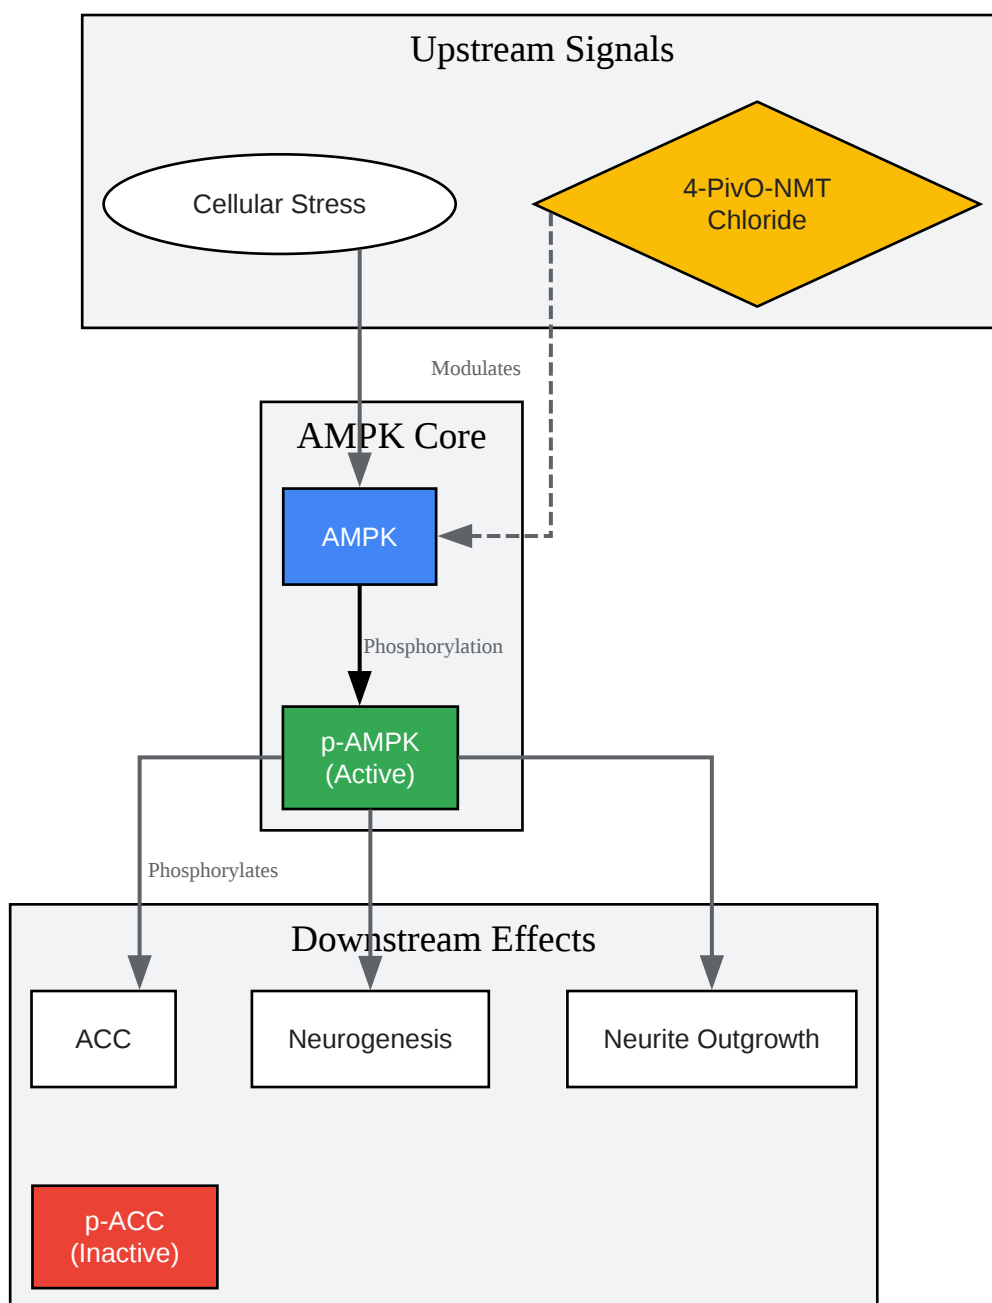 Upstream Signals
Cellular Stress
4-PivO-NMT
Chloride
Modulates
AMPK Core
AMPK
Phosphorylation
p-AMPK
(Active)
Phosphorylates
Downstream Effects
ACC
Neurogenesis
Neurite Outgrowth
p-ACC
(Inactive)